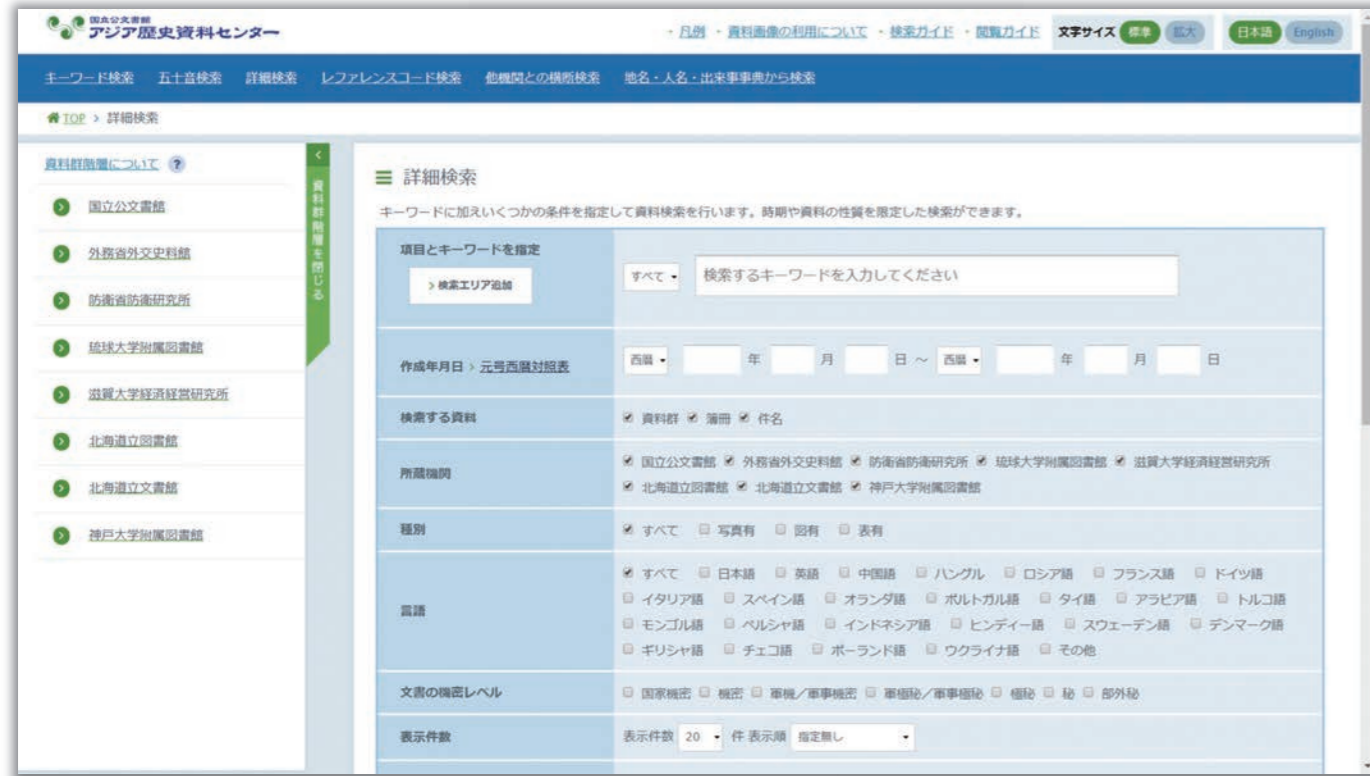 国立公文書館
アジア歴史資料センター
・凡例 ・資料画像の利用について ・検索ガイド ・閲覧ガイド 文字サイズ 標準 拡大 日本語 English
キーワード検索 五十音検索 詳細検索 レファレンスコード検索 他機関との横断検索 地名・人名・出来事事典から検索
TOP > 詳細検索
資料群階層について ?
国立公文書館
外務省外交史料館
防衛省防衛研究所
琉球大学附属図書館
滋賀大学経済経営研究所
北海道立図書館
北海道立文書館
神戸大学附属図書館
資料群階層を閉じる
詳細検索
キーワードに加えいくつかの条件を指定して資料検索を行います。時期や資料の性質を限定した検索ができます。
項目とキーワードを指定
> 検索エリア追加
すべて 検索するキーワードを入力してください
作成年月日 > 元号西暦対照表 西暦 年 月 日 ～ 西暦 年 月 日
検索する資料 資料群 簿冊 件名
所蔵機関
国立公文書館 外務省外交史料館 防衛省防衛研究所 琉球大学附属図書館 滋賀大学経済経営研究所
北海道立図書館 北海道立文書館 神戸大学附属図書館
種別 すべて 写真有 図有 表有
言語
すべて 日本語 英語 中国語 ハングル ロシア語 フランス語 ドイツ語
イタリア語 スペイン語 オランダ語 ポルトガル語 タイ語 アラビア語 トルコ語
モンゴル語 ペルシャ語 インドネシア語 ヒンディー語 スウェーデン語 デンマーク語
ギリシャ語 チェコ語 ポーランド語 ウクライナ語 その他
文書の機密レベル 国家機密 機密 軍機／軍事機密 軍極秘／軍事極秘 極秘 秘 部外秘
表示件数 表示件数 20 件 表示順 指定無し